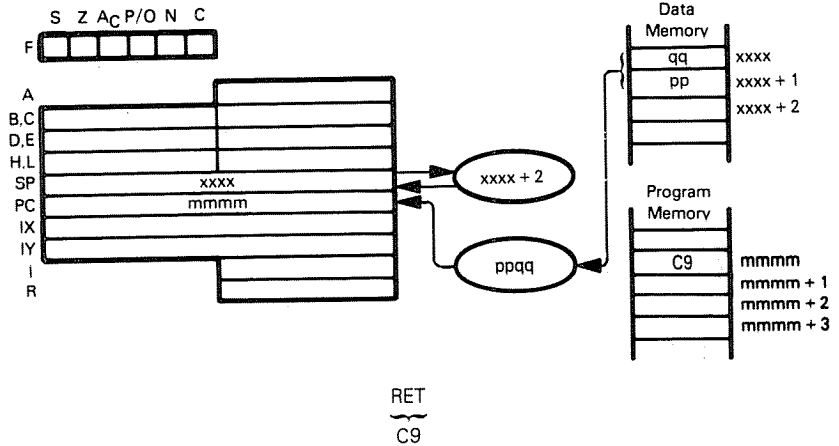 S Z AC P/O N C
F
A
B,C
D,E
H,L
SP xxxx
PC mmmm
IX
IY
I
R
xxxx + 2
ppqq
Data
Memory
qq xxxx
pp xxxx + 1
xxxx + 2
Program
Memory
C9 mmmm
mmmm + 1
mmmm + 2
mmmm + 3
RET
C9